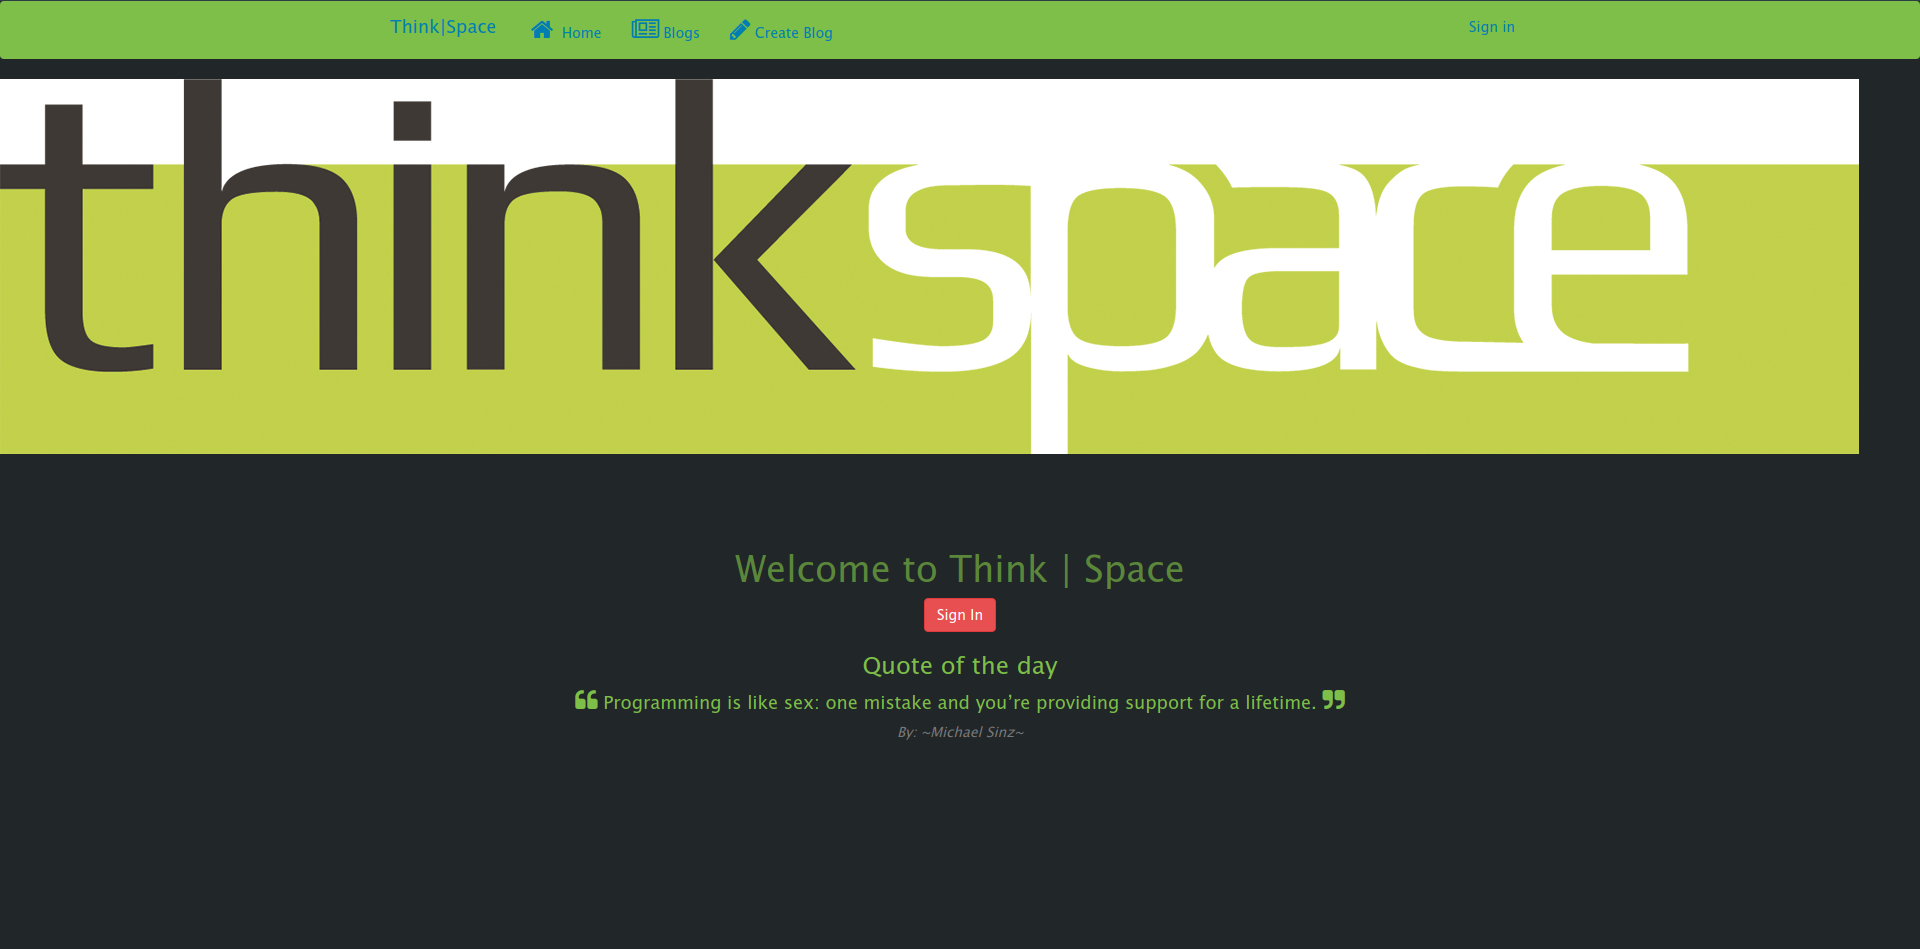 Think|Space Home Blogs Create Blog Sign in
thinkspace
Welcome to Think | Space
Sign In
Quote of the day
“ Programming is like sex: one mistake and you’re providing support for a lifetime. ”
By: ~Michael Sinz~